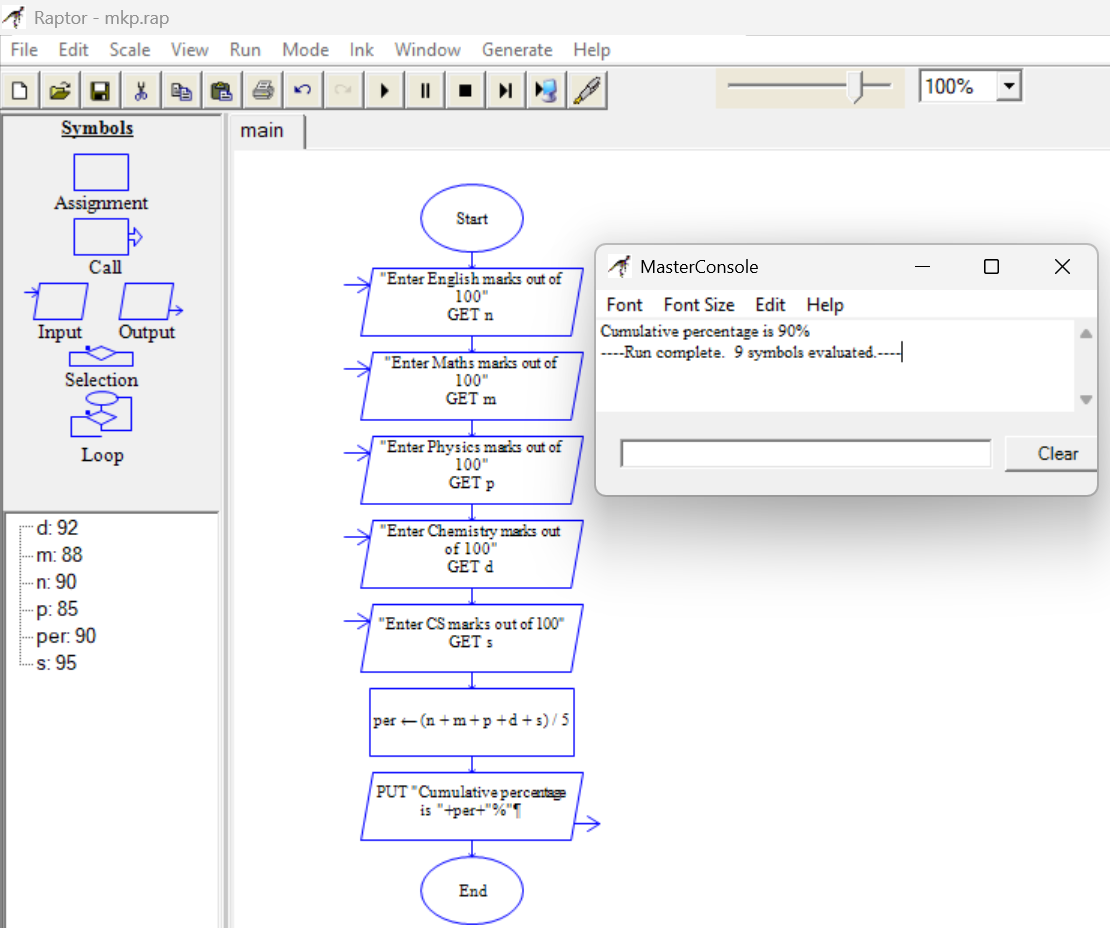 Raptor - mkp.rap
File Edit Scale View Run Mode Ink Window Generate Help
100%
Symbols
Assignment
Call
Input Output
Selection
Loop
d: 92
m: 88
n: 90
p: 85
per: 90
s: 95
main
Start
"Enter English marks out of
100"
GET n
"Enter Maths marks out of
100"
GET m
"Enter Physics marks out of
100"
GET p
"Enter Chemistry marks out
of 100"
GET d
"Enter CS marks out of 100"
GET s
per ← (n + m + p + d + s) / 5
PUT "Cumulative percentage
is "+per+"%"¶
End
MasterConsole
Font Font Size Edit Help
Cumulative percentage is 90%
----Run complete. 9 symbols evaluated.----
Clear